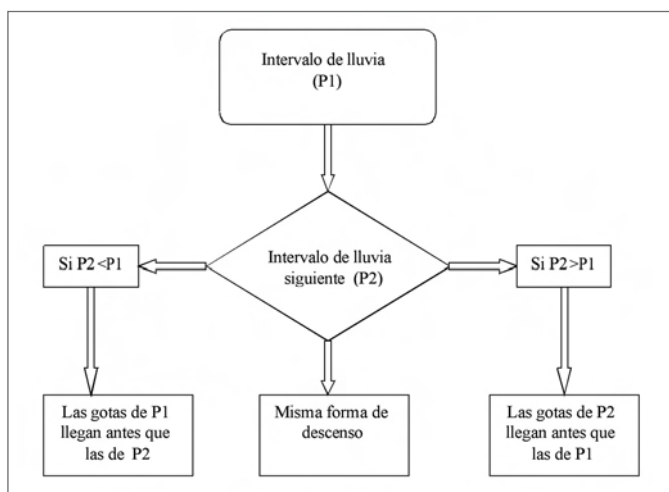 Intervalo de lluvia
(P1)
Si P2 <P1
Intervalo de lluvia
siguiente (P2)
Si P2>P1
Las gotas de P1
llegan antes que
las de P2
Misma forma de
descenso
Las gotas de P2
llegan antes que
las de P1